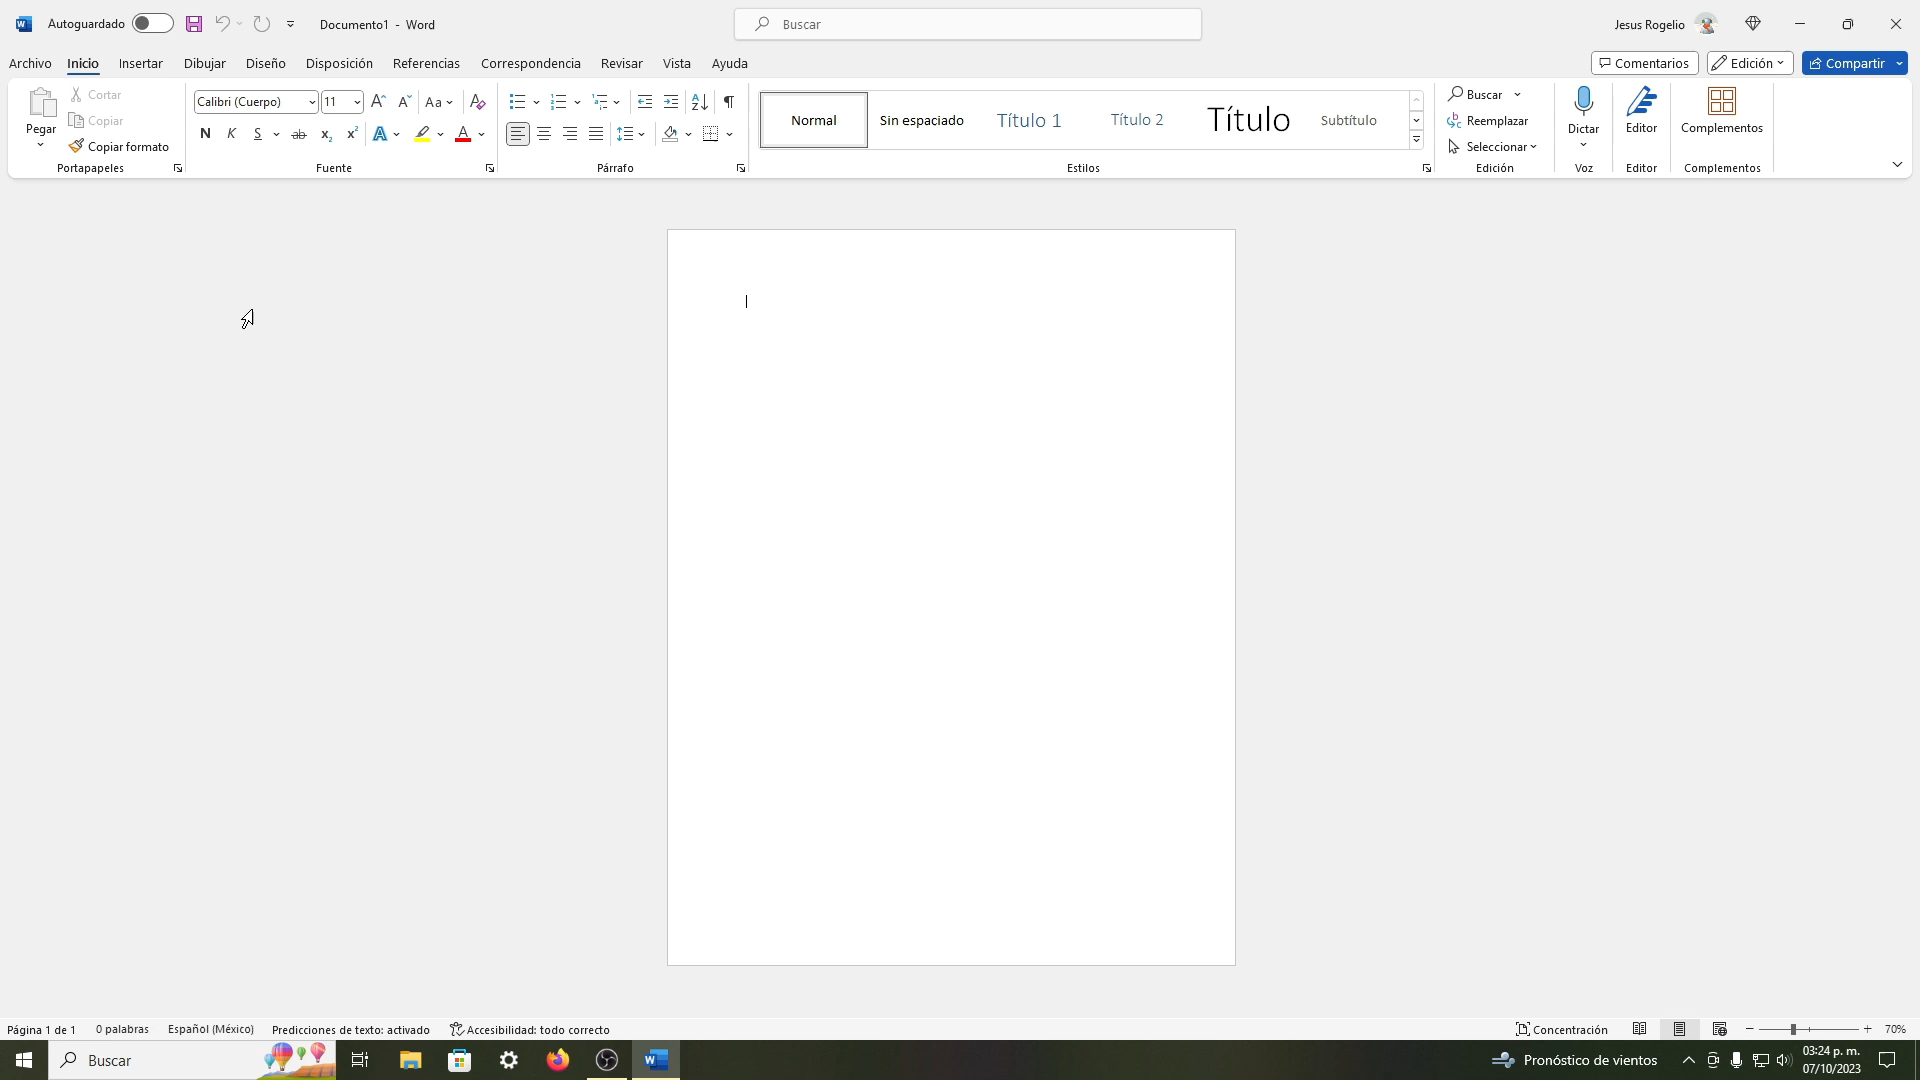 Autoguardado Documento1 - Word Buscar Jesus Rogelio
Archivo Inicio Insertar Dibujar Diseño Disposición Referencias Correspondencia Revisar Vista Ayuda Comentarios Edición Compartir
Pegar Cortar Copiar Copiar formato
Calibri (Cuerpo) 11 Aa
N K S ab x₂ x² A A
Normal Sin espaciado Título 1 Título 2 Título Subtítulo
Buscar Reemplazar Seleccionar
Dictar Editor Complementos
Portapapeles Fuente Párrafo Estilos Edición Voz Editor Complementos
Página 1 de 1 0 palabras Español (México) Predicciones de texto: activado Accesibilidad: todo correcto Concentración 70%
Buscar Pronóstico de vientos 03:24 p. m.
07/10/2023